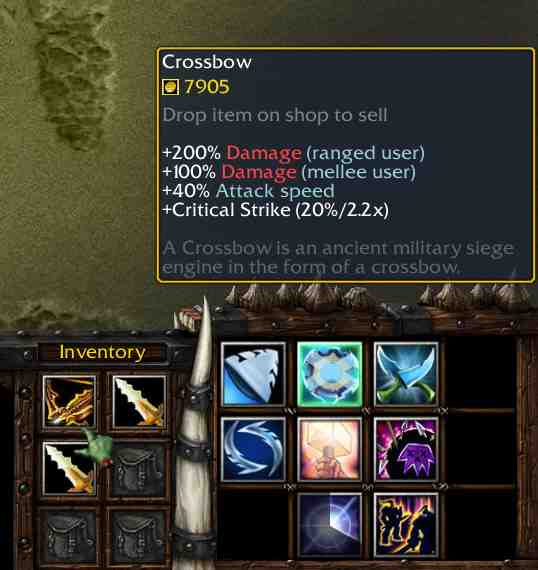 Crossbow
7905
Drop item on shop to sell
+200% Damage (ranged user)
+100% Damage (mellee user)
+40% Attack speed
+Critical Strike (20%/2.2x)
A Crossbow is an ancient military siege
engine in the form of a crossbow.
Inventory